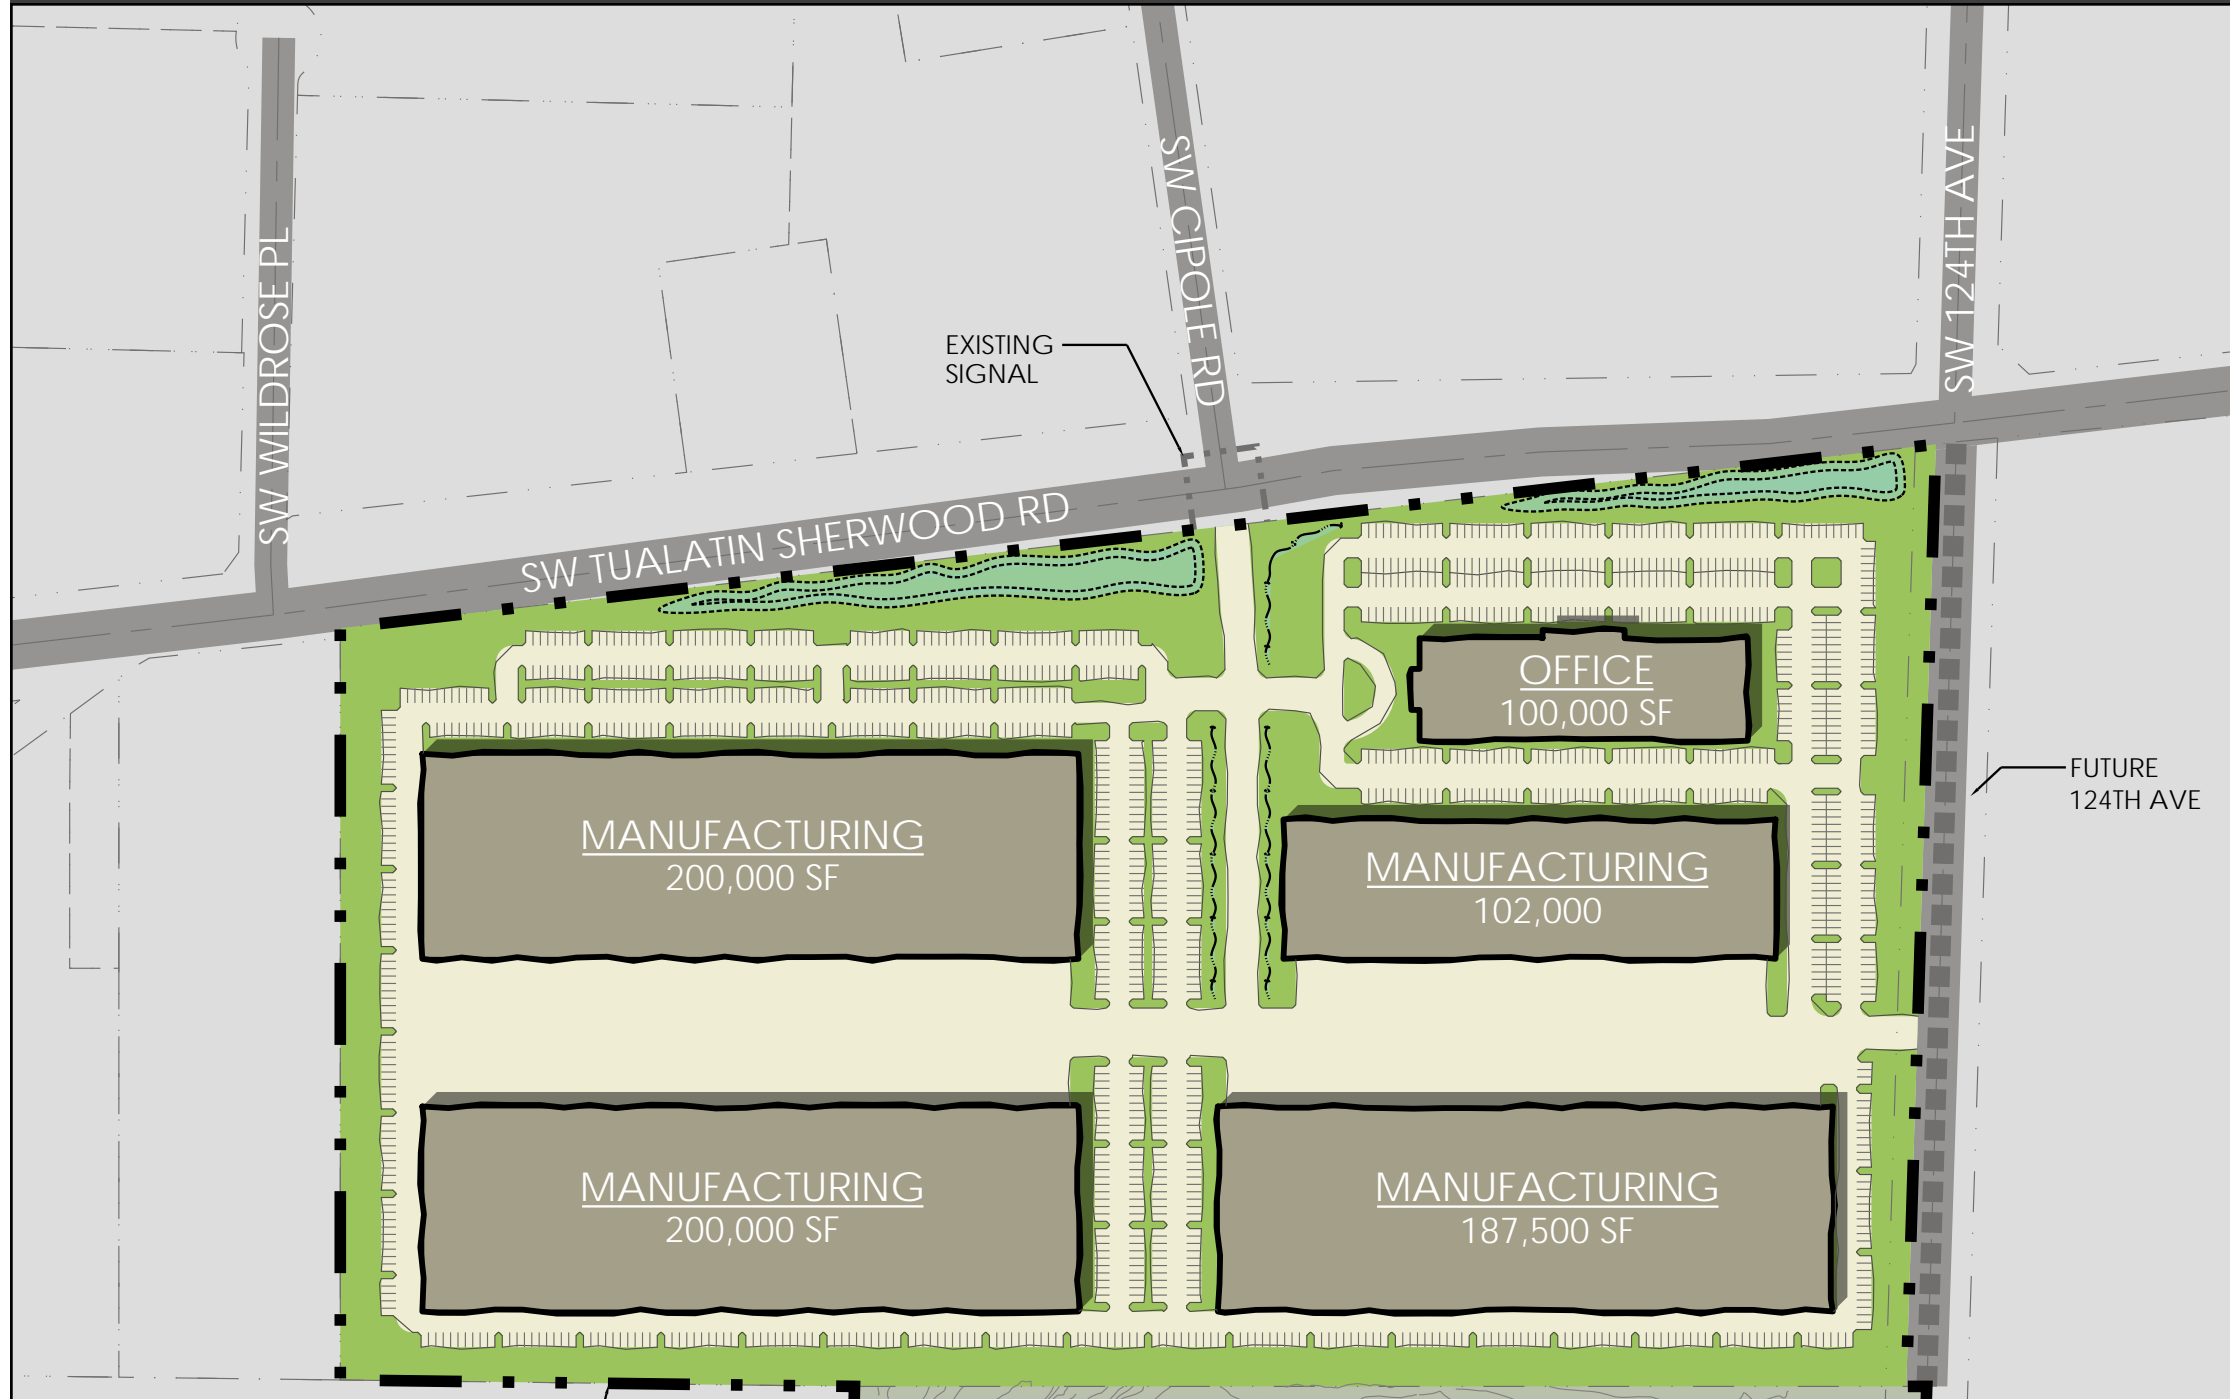 SW WILDROSE PL
SW CIPOLE RD
SW 124TH AVE
EXISTING
SIGNAL
SW TUALATIN SHERWOOD RD
OFFICE
100,000 SF
FUTURE
124TH AVE
MANUFACTURING
200,000 SF
MANUFACTURING
102,000
MANUFACTURING
200,000 SF
MANUFACTURING
187,500 SF